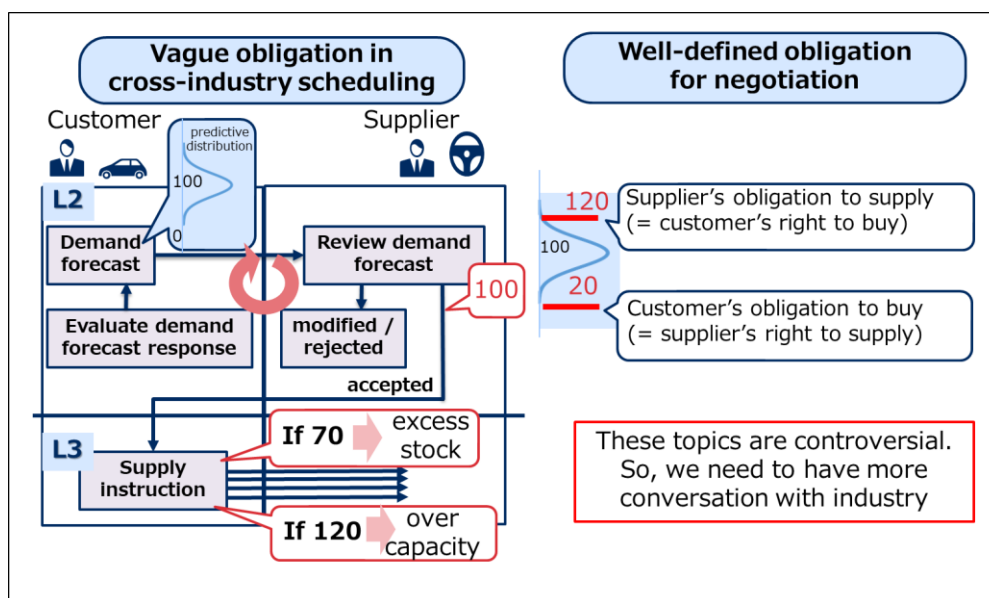 Vague obligation in
cross-industry scheduling
Well-defined obligation
for negotiation
Customer
Supplier
predictive
distribution
100
0
L2
Demand
forecast
Review demand
forecast
100
Evaluate demand
forecast response
modified /
rejected
accepted
L3
Supply
instruction
If 70
excess
stock
If 120
over
capacity
120
100
20
Supplier’s obligation to supply
(= customer’s right to buy)
Customer’s obligation to buy
(= supplier’s right to supply)
These topics are controversial.
So, we need to have more
conversation with industry